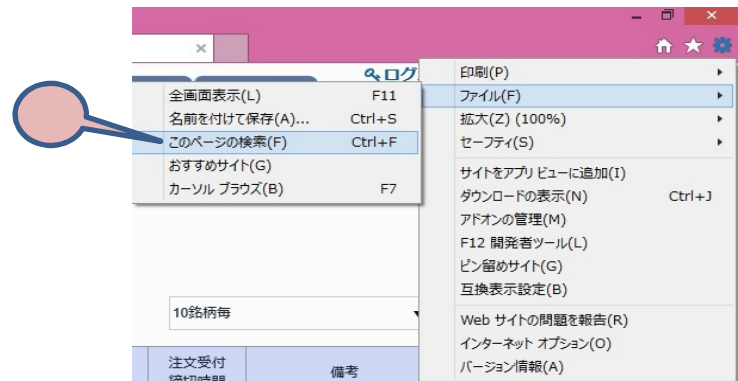 ログ
印刷(P)
ファイル(F)
拡大(Z) (100%)
セーフティ(S)
サイトをアプリ ビューに追加(I)
ダウンロードの表示(N) Ctrl+J
アドオンの管理(M)
F12 開発者ツール(L)
ピン留めサイト(G)
互換表示設定(B)
Web サイトの問題を報告(R)
インターネット オプション(O)
バージョン情報(A)
全画面表示(L) F11
名前を付けて保存(A)... Ctrl+S
このページの検索(F) Ctrl+F
おすすめサイト(G)
カーソル ブラウズ(B) F7
10銘柄毎
注文受付
締切時間
備考